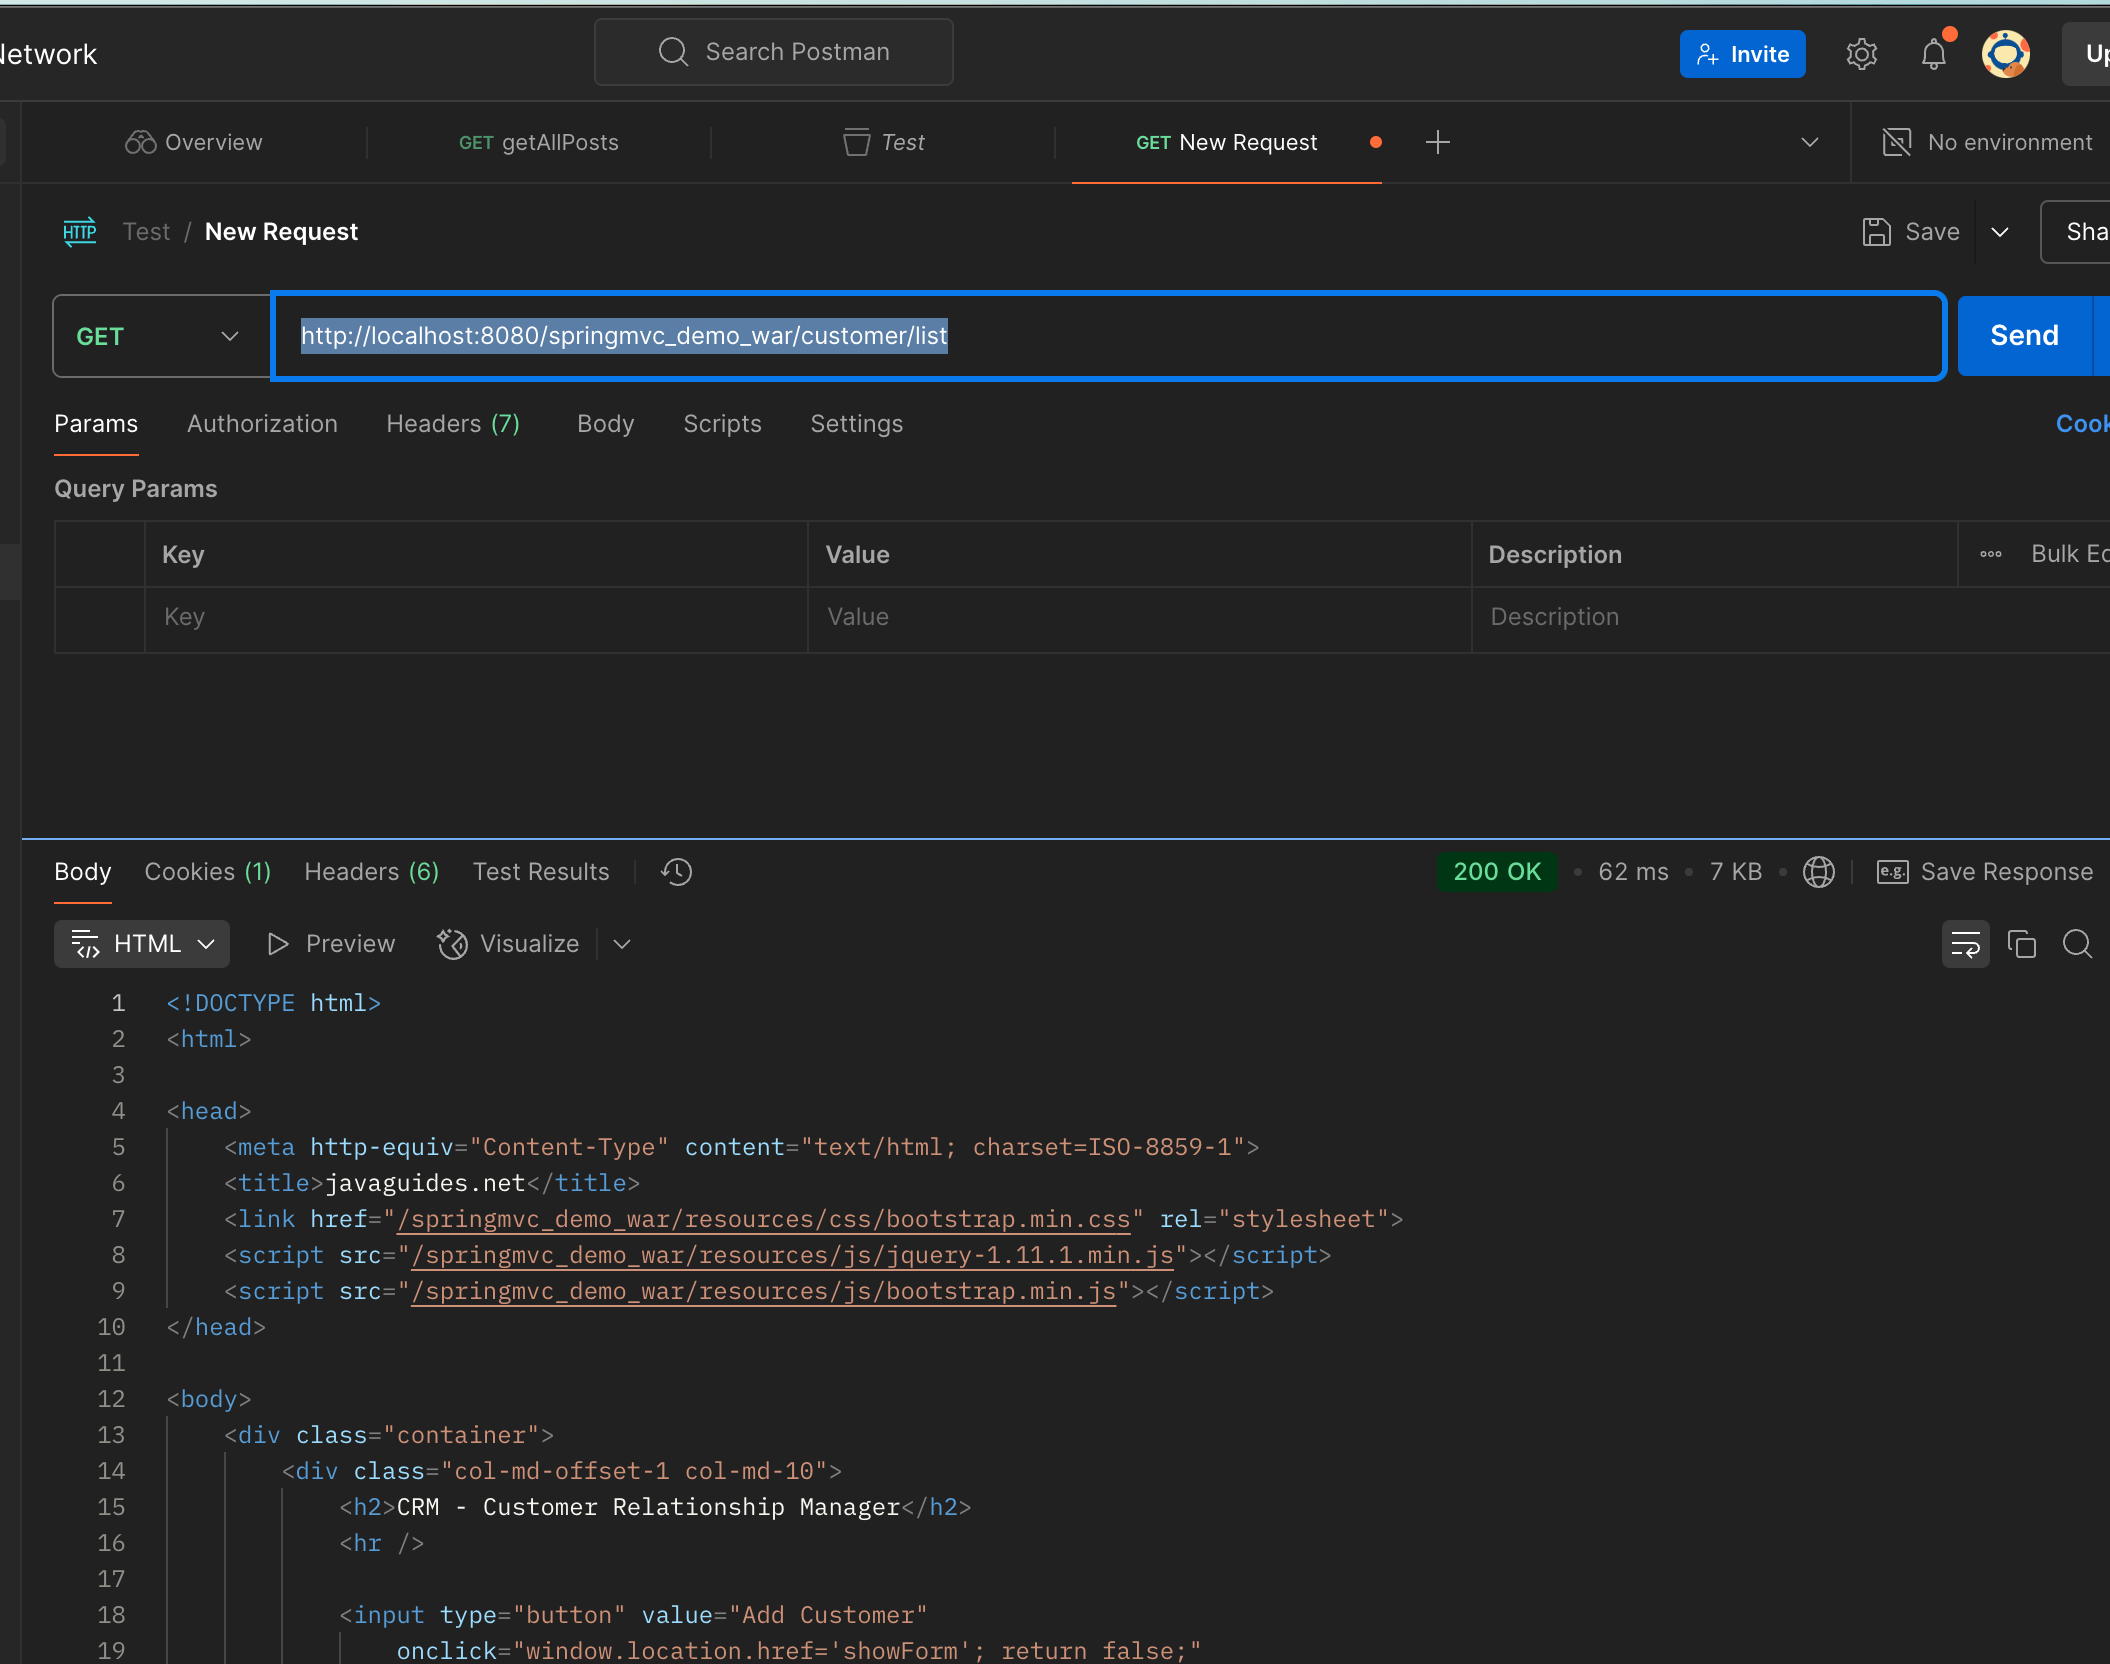 Network
Search Postman
Invite
Up
Overview
GET getAllPosts
Test
GET New Request
No environment
HTTP Test / New Request
Save
Sha
GET
http://localhost:8080/springmvc_demo_war/customer/list
Send
Params Authorization Headers (7) Body Scripts Settings
Cook
Query Params
Key Value Description Bulk Ed
Key Value Description
Body Cookies (1) Headers (6) Test Results
200 OK • 62 ms • 7 KB • e.g. Save Response
HTML Preview Visualize
1 <!DOCTYPE html>
2 <html>
3
4 <head>
5 <meta http-equiv="Content-Type" content="text/html; charset=ISO-8859-1">
6 <title>javaguides.net</title>
7 <link href="/springmvc_demo_war/resources/css/bootstrap.min.css" rel="stylesheet">
8 <script src="/springmvc_demo_war/resources/js/jquery-1.11.1.min.js"></script>
9 <script src="/springmvc_demo_war/resources/js/bootstrap.min.js"></script>
10 </head>
11
12 <body>
13 <div class="container">
14 <div class="col-md-offset-1 col-md-10">
15 <h2>CRM - Customer Relationship Manager</h2>
16 <hr />
17
18 <input type="button" value="Add Customer"
19 onclick="window.location.href='showForm'; return false;"